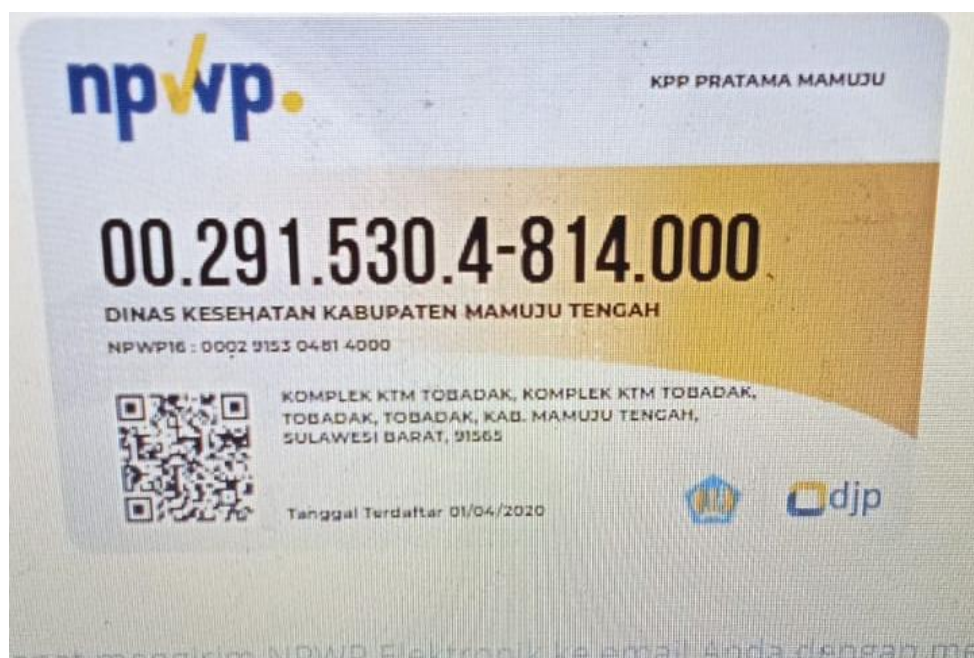 npwp.
KPP PRATAMA MAMUJU
00.291.530.4-814.000
DINAS KESEHATAN KABUPATEN MAMUJU TENGAH
NPWP16 : 0002 9153 0481 4000
KOMPLEK KTM TOBADAK, KOMPLEK KTM TOBADAK,
TOBADAK, TOBADAK, KAB. MAMUJU TENGAH,
SULAWESI BARAT, 91565
Tanggal Terdaftar 01/04/2020
djp
mengirim NPWP Elektronik ke email Anda dengan